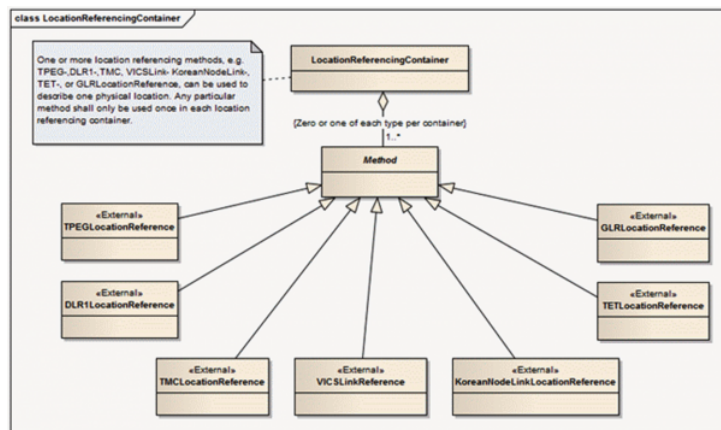 class LocationReferencingContainer
One or more location referencing methods, e.g.
TPEG-,DLR1-,TMC, VICSLink- KoreanNodeLink-,
TET-, or GLRLocationReference, can be used to
describe one physical location. Any particular
method shall only be used once in each location
referencing container.
LocationReferencingContainer
{Zero or one of each type per container}
1..*
Method
«External»
TPEGLocationReference
«External»
GLRLocationReference
«External»
DLR1LocationReference
«External»
TETLocationReference
«External»
TMCLocationReference
«External»
VICSLinkReference
«External»
KoreanNodeLinkLocationReference